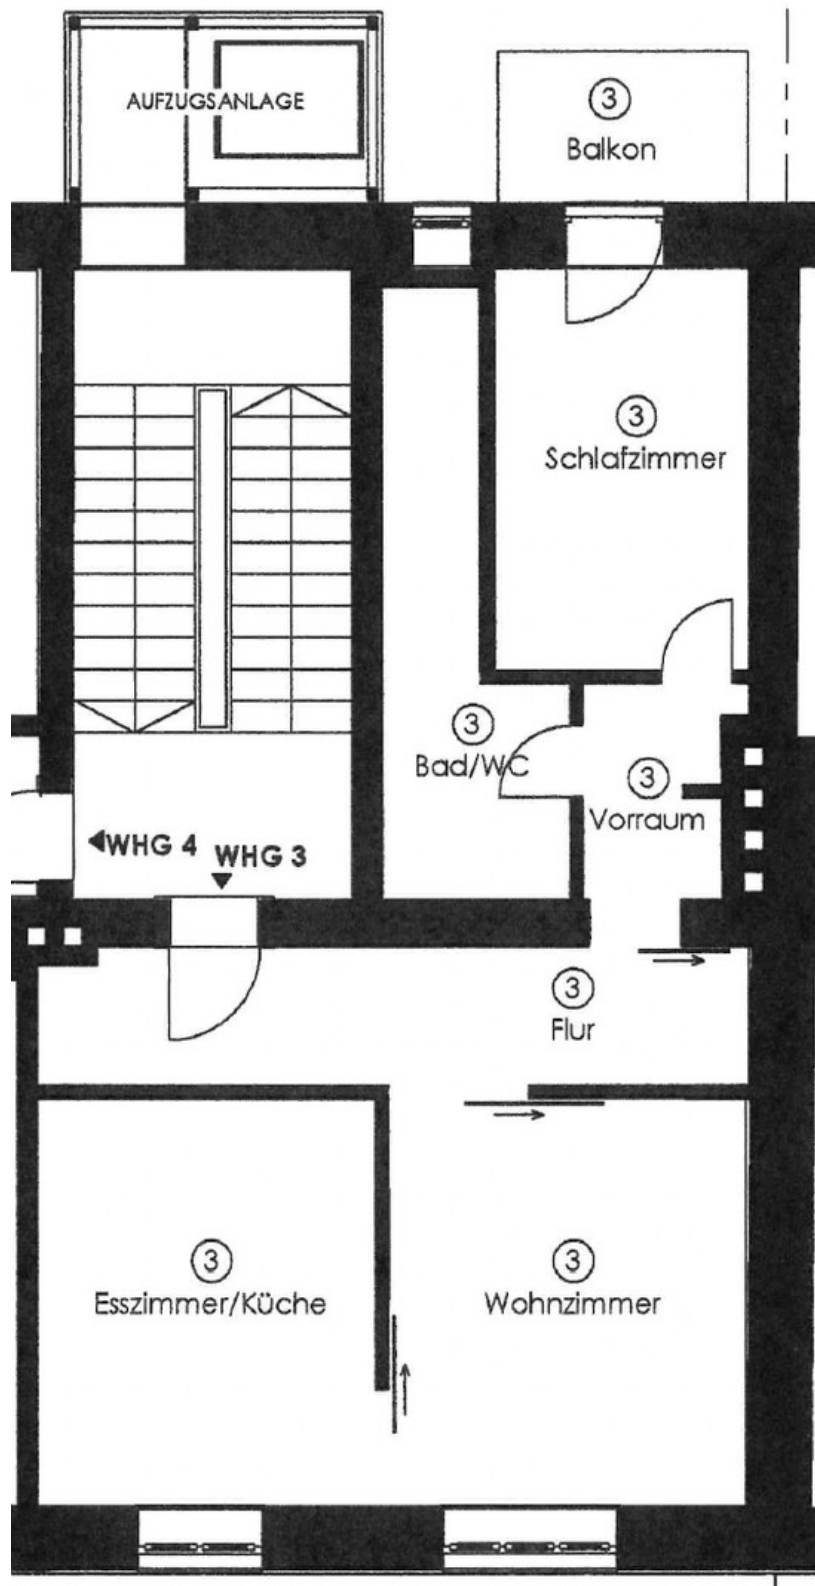 AUFZUGSANLAGE
3
Balkon
3
Schlafzimmer
3
Bad/WC
3
Vorraum
WHG 4
WHG 3
3
Flur
3
Esszimmer/Küche
3
Wohnzimmer